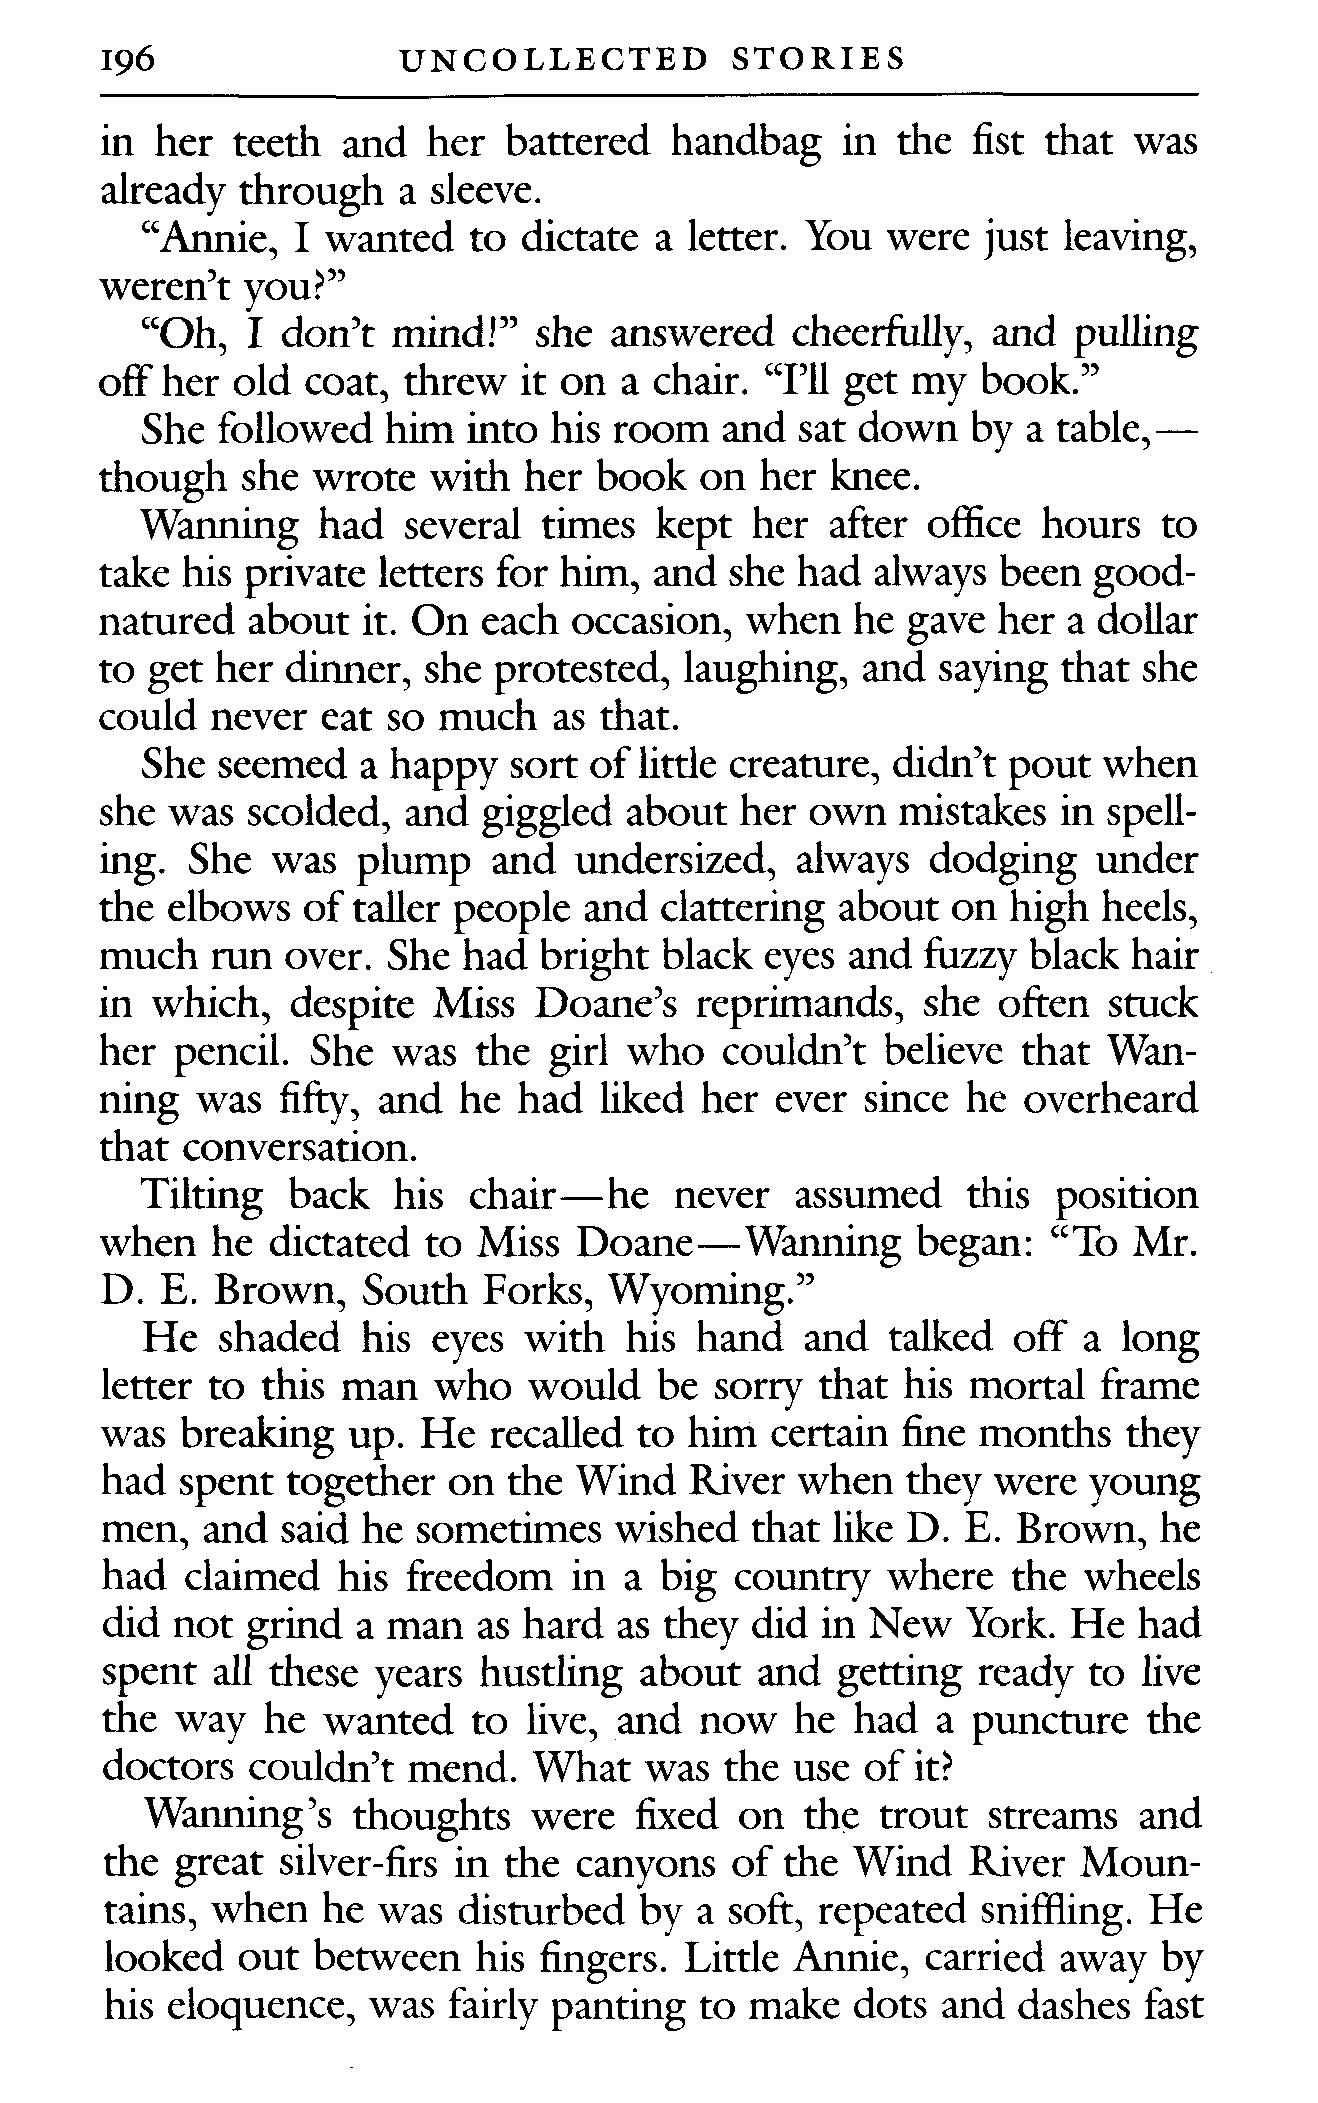 196 UNCOLLECTED STORIES
in her teeth and her battered handbag in the fist that was
already through a sleeve.
“Annie, I wanted to dictate a letter. You were just leaving,
weren’t you?”
“Oh, I don’t mind!” she answered cheerfully, and pulling
off her old coat, threw it on a chair. “I’ll get my book.”
She followed him into his room and sat down by a table,—
though she wrote with her book on her knee.
Wanning had several times kept her after office hours to
take his private letters for him, and she had always been good-
natured about it. On each occasion, when he gave her a dollar
to get her dinner, she protested, laughing, and saying that she
could never eat so much as that.
She seemed a happy sort of little creature, didn’t pout when
she was scolded, and giggled about her own mistakes in spell-
ing. She was plump and undersized, always dodging under
the elbows of taller people and clattering about on high heels,
much run over. She had bright black eyes and fuzzy black hair
in which, despite Miss Doane’s reprimands, she often stuck
her pencil. She was the girl who couldn’t believe that Wan-
ning was fifty, and he had liked her ever since he overheard
that conversation.
Tilting back his chair—he never assumed this position
when he dictated to Miss Doane—Wanning began: “To Mr.
D. E. Brown, South Forks, Wyoming.”
He shaded his eyes with his hand and talked off a long
letter to this man who would be sorry that his mortal frame
was breaking up. He recalled to him certain fine months they
had spent together on the Wind River when they were young
men, and said he sometimes wished that like D. E. Brown, he
had claimed his freedom in a big country where the wheels
did not grind a man as hard as they did in New York. He had
spent all these years hustling about and getting ready to live
the way he wanted to live, and now he had a puncture the
doctors couldn’t mend. What was the use of it?
Wanning’s thoughts were fixed on the trout streams and
the great silver-firs in the canyons of the Wind River Moun-
tains, when he was disturbed by a soft, repeated sniffling. He
looked out between his fingers. Little Annie, carried away by
his eloquence, was fairly panting to make dots and dashes fast